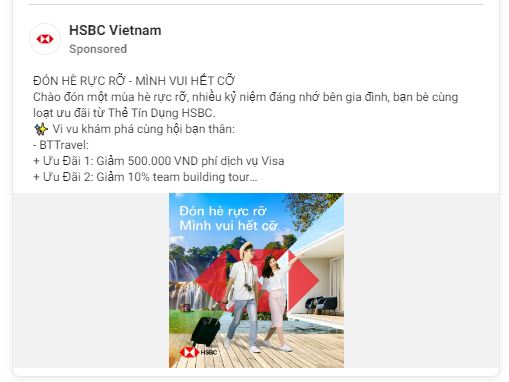 HSBC Vietnam
Sponsored
ĐÓN HÈ RỰC RỠ - MÌNH VUI HẾT CỠ
Chào đón một mùa hè rực rỡ, nhiều kỷ niệm đáng nhớ bên gia đình, bạn bè cùng
loạt ưu đãi từ Thẻ Tín Dụng HSBC.
✨ Vi vu khám phá cùng hội bạn thân:
- BTTravel:
+ Ưu Đãi 1: Giảm 500.000 VND phí dịch vụ Visa
+ Ưu Đãi 2: Giảm 10% team building tour...
Đón hè rực rỡ
Mình vui hết cỡ
HSBC